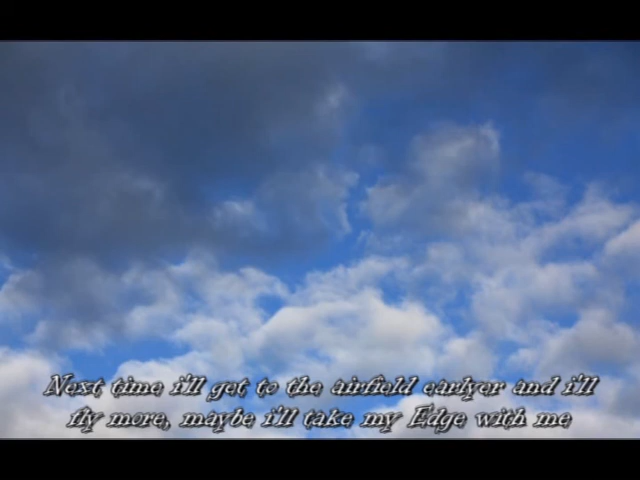 Next time i'll get to the airfield earlyer and i'll
fly more, maybe i'll take my Edge with me